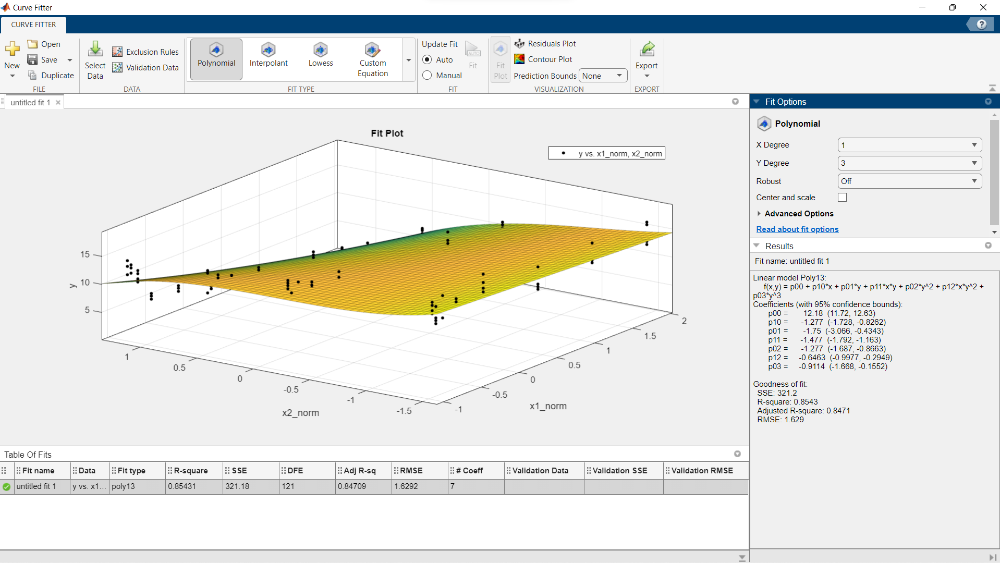 Curve Fitter
CURVE FITTER
New
Open
Save
Duplicate
FILE
Select
Data
Exclusion Rules
Validation Data
DATA
Polynomial
Interpolant
Lowess
Custom
Equation
FIT TYPE
Update Fit
Auto
Manual
AUTO
Fit
FIT
Fit
Plot
Residuals Plot
Contour Plot
Prediction Bounds None
VISUALIZATION
Export
EXPORT
?
untitled fit 1
Fit Plot
y vs. x1_norm, x2_norm
15
10
5
y
1
0.5
0
-0.5
-1
-1.5
x2_norm
-1
-0.5
0
0.5
1
1.5
2
x1_norm
Fit Options
Polynomial
X Degree 1
Y Degree 3
Robust Off
Center and scale
Advanced Options
Read about fit options
Results
Fit name: untitled fit 1
Linear model Poly13:
f(x,y) = p00 + p10*x + p01*y + p11*x*y + p02*y^2 + p12*x*y^2 +
p03*y^3
Coefficients (with 95% confidence bounds):
p00 = 12.18 (11.72, 12.63)
p10 = -1.277 (-1.728, -0.8262)
p01 = -1.75 (-3.066, -0.4343)
p11 = -1.477 (-1.792, -1.163)
p02 = -1.277 (-1.687, -0.8663)
p12 = -0.6463 (-0.9977, -0.2949)
p03 = -0.9114 (-1.668, -0.1552)
Goodness of fit:
SSE: 321.2
R-square: 0.8543
Adjusted R-square: 0.8471
RMSE: 1.629
Table Of Fits
Fit name Data Fit type R-square SSE DFE Adj R-sq RMSE # Coeff Validation Data Validation SSE Validation RMSE
untitled fit 1 y vs. x1... poly13 0.85431 321.18 121 0.84709 1.6292 7